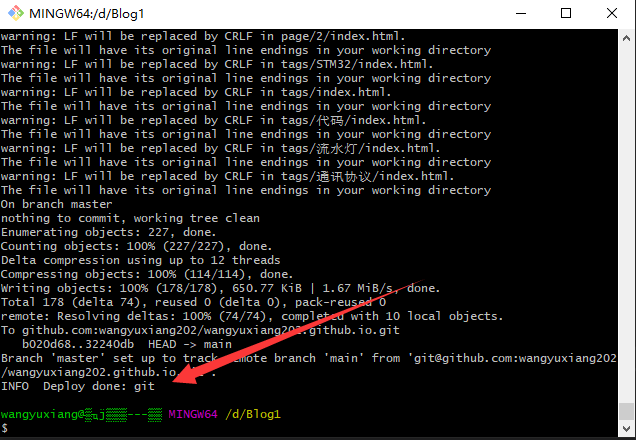 MINGW64:/d/Blog1
warning: LF will be replaced by CRLF in page/2/index.html.
The file will have its original line endings in your working directory
warning: LF will be replaced by CRLF in tags/STM32/index.html.
The file will have its original line endings in your working directory
warning: LF will be replaced by CRLF in tags/index.html.
The file will have its original line endings in your working directory
warning: LF will be replaced by CRLF in tags/代码/index.html.
The file will have its original line endings in your working directory
warning: LF will be replaced by CRLF in tags/流水灯/index.html.
The file will have its original line endings in your working directory
warning: LF will be replaced by CRLF in tags/通讯协议/index.html.
The file will have its original line endings in your working directory
On branch master
nothing to commit, working tree clean
Enumerating objects: 227, done.
Counting objects: 100% (227/227), done.
Delta compression using up to 12 threads
Compressing objects: 100% (114/114), done.
Writing objects: 100% (178/178), 650.77 KiB | 1.67 MiB/s, done.
Total 178 (delta 74), reused 0 (delta 0), pack-reused 0
remote: Resolving deltas: 100% (74/74), completed with 10 local objects.
To github.com:wangyuxiang202/wangyuxiang202.github.io.git
b020d68..32240db HEAD -> main
Branch 'master' set up to track remote branch 'main' from 'git@github.com:wangyuxiang202
/wangyuxiang202.github.io.
INFO Deploy done: git
wangyuxiang@ MINGW64 /d/Blog1
$